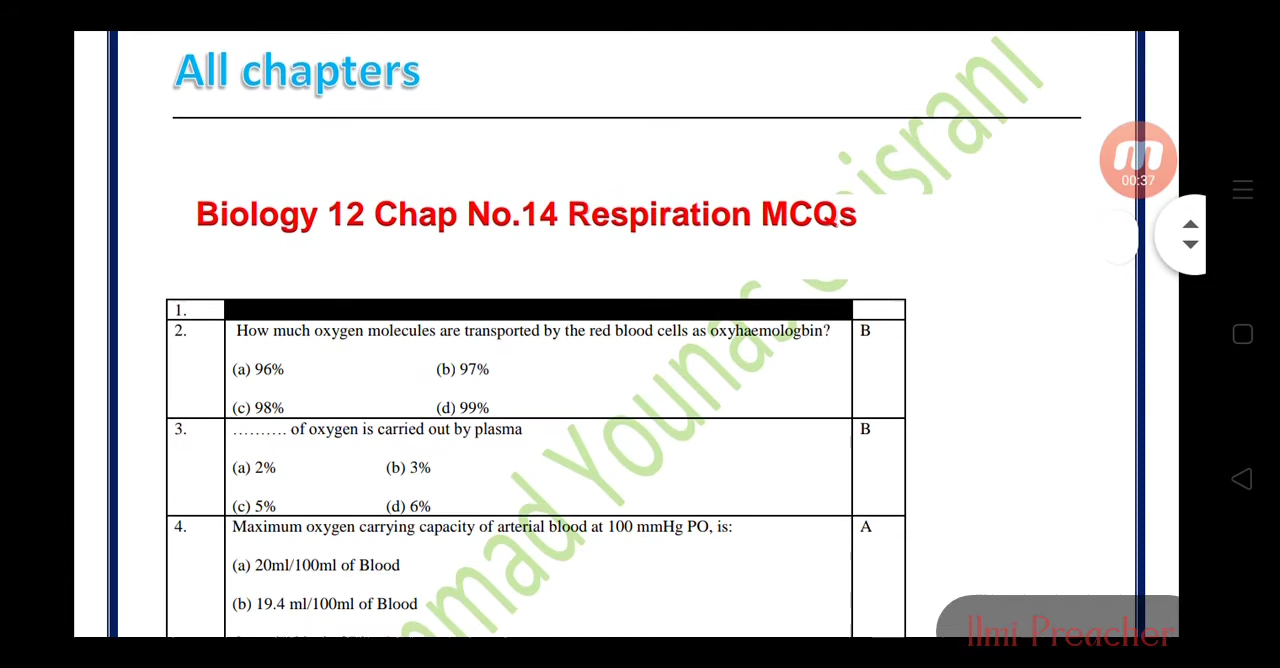 All chapters
Biology 12 Chap No.14 Respiration MCQs
00:37
1.
2. How much oxygen molecules are transported by the red blood cells as oxyhaemologbin? B
(a) 96% (b) 97%
(c) 98% (d) 99%
3. .......... of oxygen is carried out by plasma B
(a) 2% (b) 3%
(c) 5% (d) 6%
4. Maximum oxygen carrying capacity of arterial blood at 100 mmHg PO, is: A
(a) 20ml/100ml of Blood
(b) 19.4 ml/100ml of Blood
Ilmi Preacher